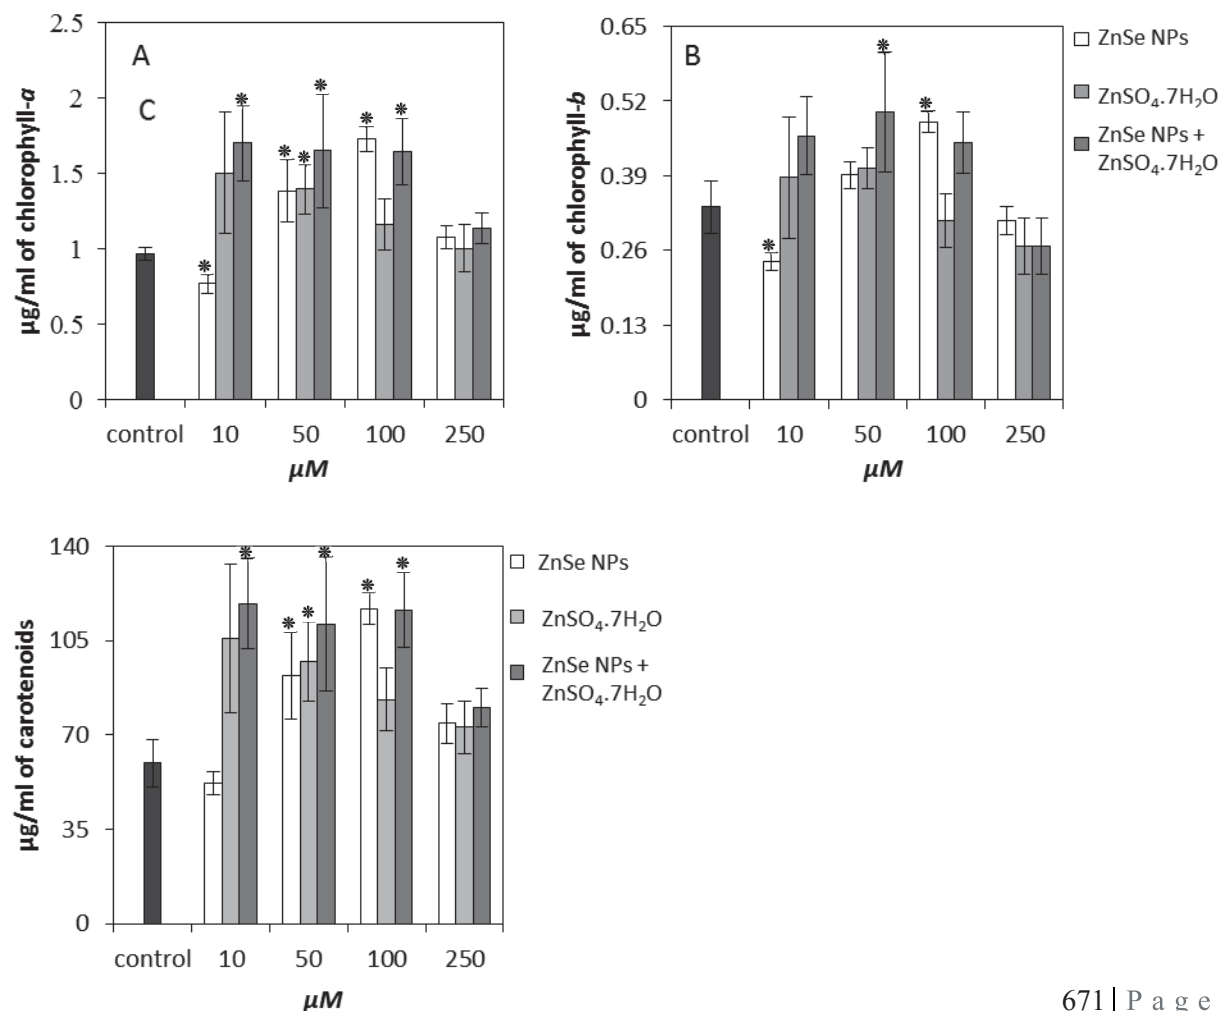 µg/ml of chlorophyll-a
2.5
2
1.5
1
0.5
0
A
C
* * * * * * *
control 10 50 100 250
µM
µg/ml of chlorophyll-b
0.65
0.52
0.39
0.26
0.13
0
B
* * *
control 10 50 100 250
µM
ZnSe NPs
ZnSO₄.7H₂O
ZnSe NPs +
ZnSO₄.7H₂O
µg/ml of carotenoids
140
105
70
35
0
* * * * * *
control 10 50 100 250
µM
ZnSe NPs
ZnSO₄.7H₂O
ZnSe NPs +
ZnSO₄.7H₂O
671 | P a g e